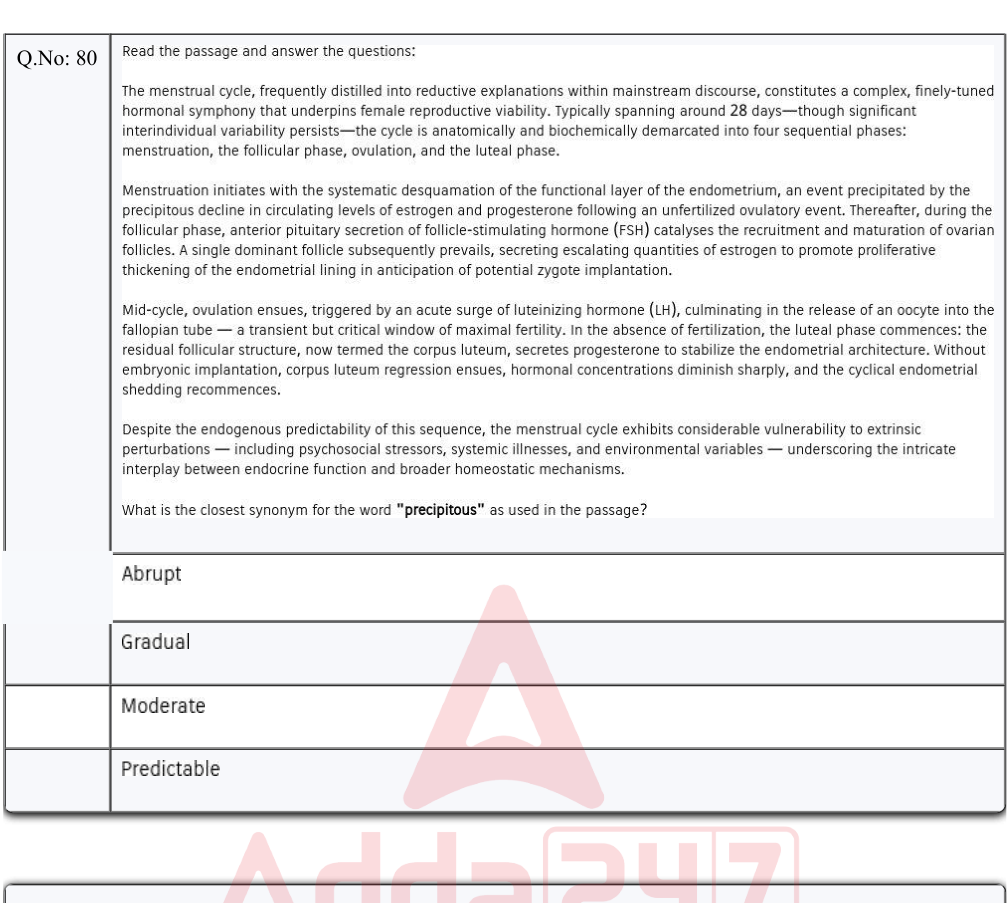 Q.No: 80
Read the passage and answer the questions:
The menstrual cycle, frequently distilled into reductive explanations within mainstream discourse, constitutes a complex, finely-tuned
hormonal symphony that underpins female reproductive viability. Typically spanning around 28 days—though significant
interindividual variability persists—the cycle is anatomically and biochemically demarcated into four sequential phases:
menstruation, the follicular phase, ovulation, and the luteal phase.
Menstruation initiates with the systematic desquamation of the functional layer of the endometrium, an event precipitated by the
precipitous decline in circulating levels of estrogen and progesterone following an unfertilized ovulatory event. Thereafter, during the
follicular phase, anterior pituitary secretion of follicle-stimulating hormone (FSH) catalyses the recruitment and maturation of ovarian
follicles. A single dominant follicle subsequently prevails, secreting escalating quantities of estrogen to promote proliferative
thickening of the endometrial lining in anticipation of potential zygote implantation.
Mid-cycle, ovulation ensues, triggered by an acute surge of luteinizing hormone (LH), culminating in the release of an oocyte into the
fallopian tube — a transient but critical window of maximal fertility. In the absence of fertilization, the luteal phase commences: the
residual follicular structure, now termed the corpus luteum, secretes progesterone to stabilize the endometrial architecture. Without
embryonic implantation, corpus luteum regression ensues, hormonal concentrations diminish sharply, and the cyclical endometrial
shedding recommences.
Despite the endogenous predictability of this sequence, the menstrual cycle exhibits considerable vulnerability to extrinsic
perturbations — including psychosocial stressors, systemic illnesses, and environmental variables — underscoring the intricate
interplay between endocrine function and broader homeostatic mechanisms.
What is the closest synonym for the word "precipitous" as used in the passage?
Abrupt
Gradual
Moderate
Predictable
Adda247